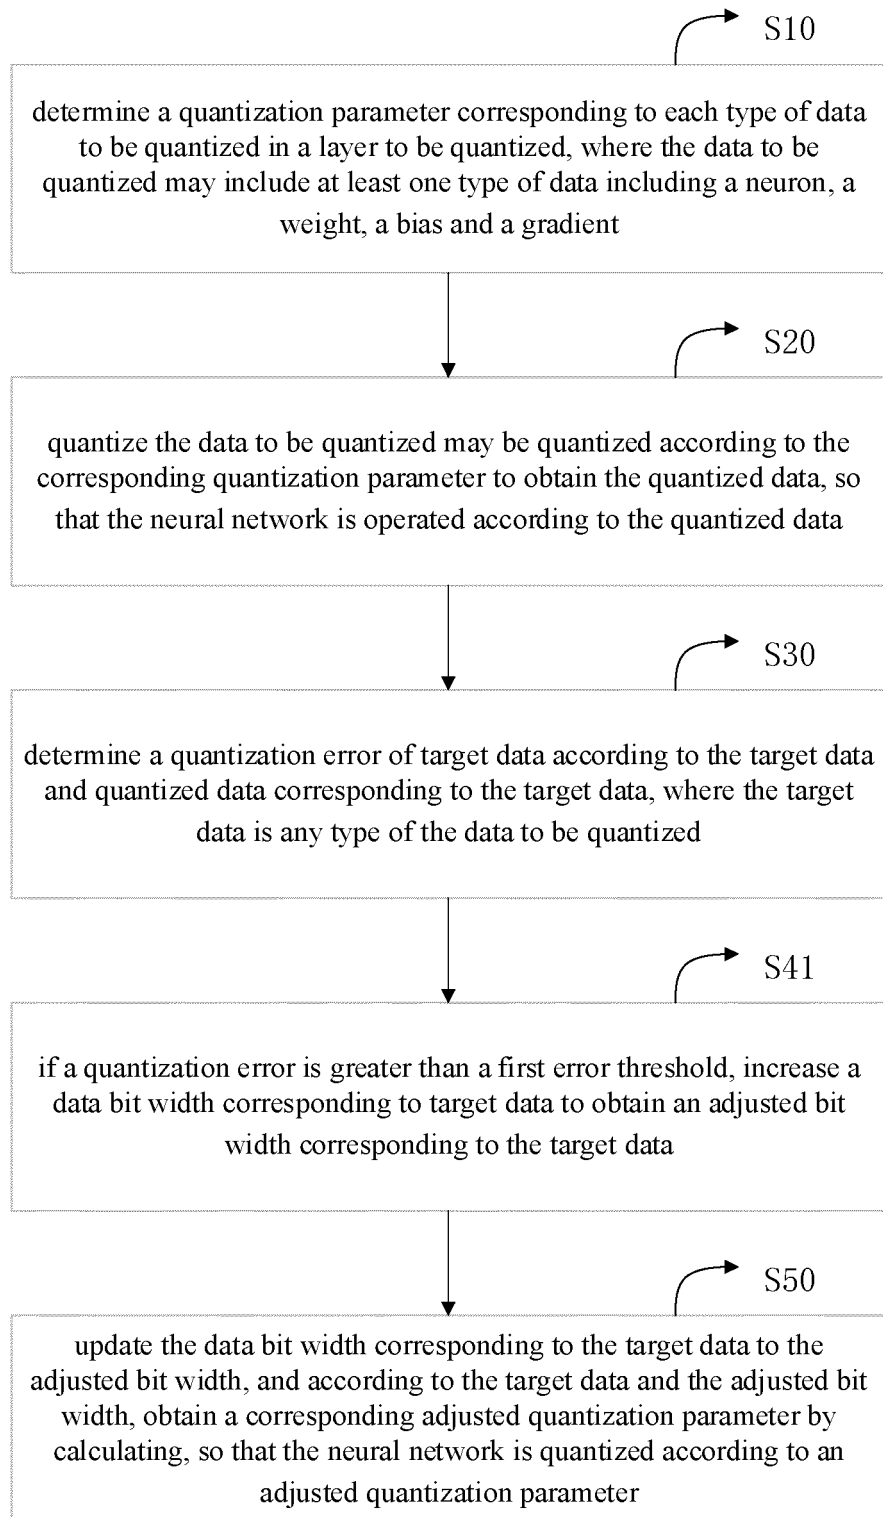 S10
determine a quantization parameter corresponding to each type of data
to be quantized in a layer to be quantized, where the data to be
quantized may include at least one type of data including a neuron, a
weight, a bias and a gradient
S20
quantize the data to be quantized may be quantized according to the
corresponding quantization parameter to obtain the quantized data, so
that the neural network is operated according to the quantized data
S30
determine a quantization error of target data according to the target data
and quantized data corresponding to the target data, where the target
data is any type of the data to be quantized
S41
if a quantization error is greater than a first error threshold, increase a
data bit width corresponding to target data to obtain an adjusted bit
width corresponding to the target data
S50
update the data bit width corresponding to the target data to the
adjusted bit width, and according to the target data and the adjusted bit
width, obtain a corresponding adjusted quantization parameter by
calculating, so that the neural network is quantized according to an
adjusted quantization parameter